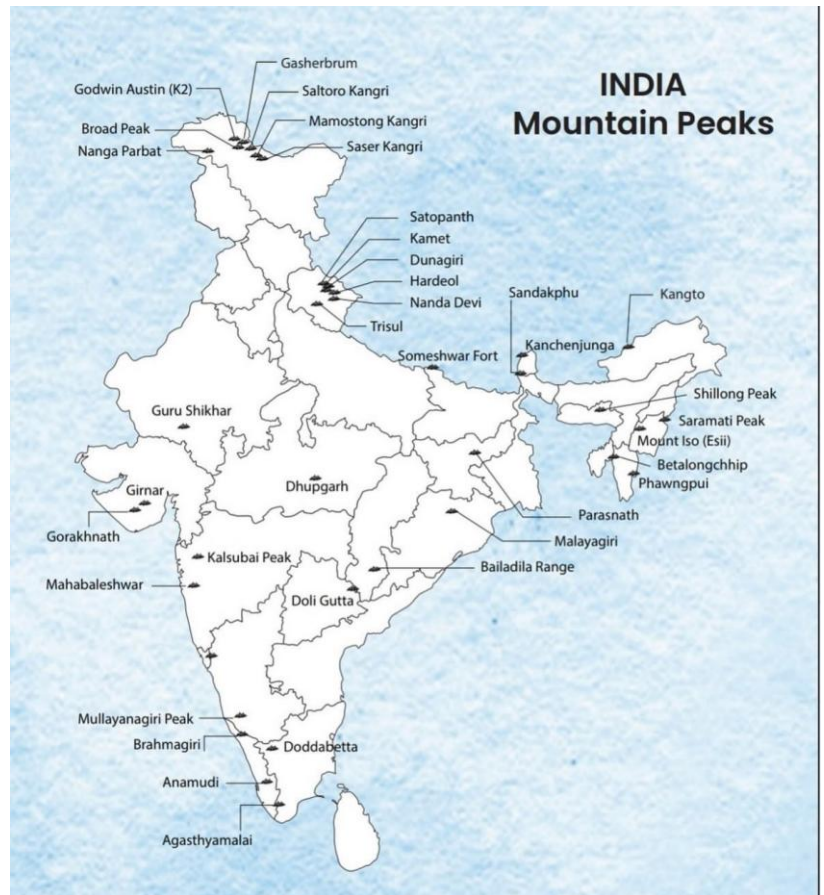 INDIA
Mountain Peaks
Gasherbrum
Godwin Austin (K2)
Saltoro Kangri
Mamostong Kangri
Broad Peak
Saser Kangri
Nanga Parbat
Satopanth
Kamet
Dunagiri
Hardeol
Nanda Devi
Trisul
Sandakphu
Kangto
Kanchenjunga
Someshwar Fort
Shillong Peak
Guru Shikhar
Saramati Peak
Mount Iso (Esii)
Betalongchhip
Phawngpui
Dhupgarh
Girnar
Parasnath
Gorakhnath
Malayagiri
Kalsubai Peak
Bailadila Range
Mahabaleshwar
Doli Gutta
Mullayanagiri Peak
Brahmagiri
Doddabetta
Anamudi
Agasthyamalai